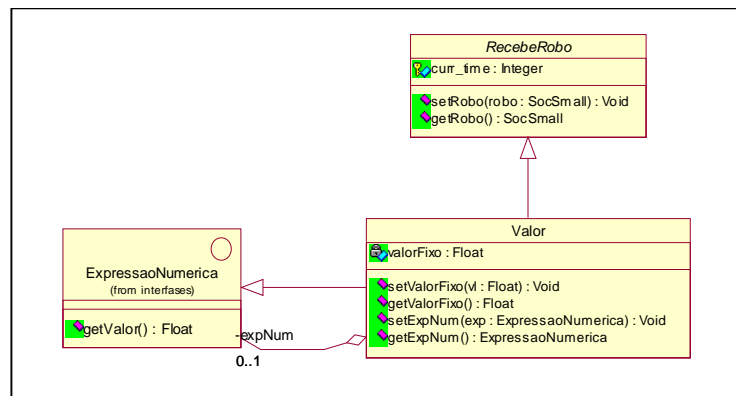 RecebeRobo
curr_time : Integer
setRobo(robo : SocSmall) : Void
getRobo() : SocSmall
Valor
valorFixo : Float
setValorFixo(vl : Float) : Void
getValorFixo() : Float
setExpNum(exp : ExpressaoNumerica) : Void
getExpNum() : ExpressaoNumerica
ExpressaoNumerica
(from interfases)
getValor() : Float
-expNum
0..1